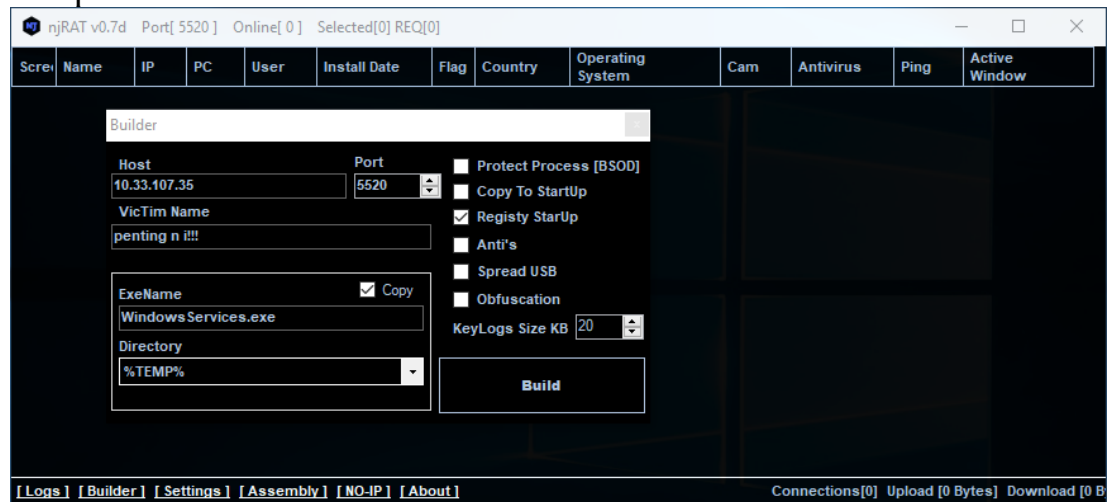 njRAT v0.7d Port[ 5520 ] Online[ 0 ] Selected[0] REQ[0]
Scree Name IP PC User Install Date Flag Country Operating System Cam Antivirus Ping Active Window
Builder
Host Port
10.33.107.35 5520
VicTim Name
penting n i!!!
ExeName Copy
WindowsServices.exe
Directory
%TEMP%
Protect Process [BSOD]
Copy To StartUp
Registy StarUp
Anti's
Spread USB
Obfuscation
KeyLogs Size KB 20
Build
[ Logs ] [ Builder ] [ Settings ] [ Assembly ] [ NO-IP ] [ About ] Connections[0] Upload [0 Bytes] Download [0 B